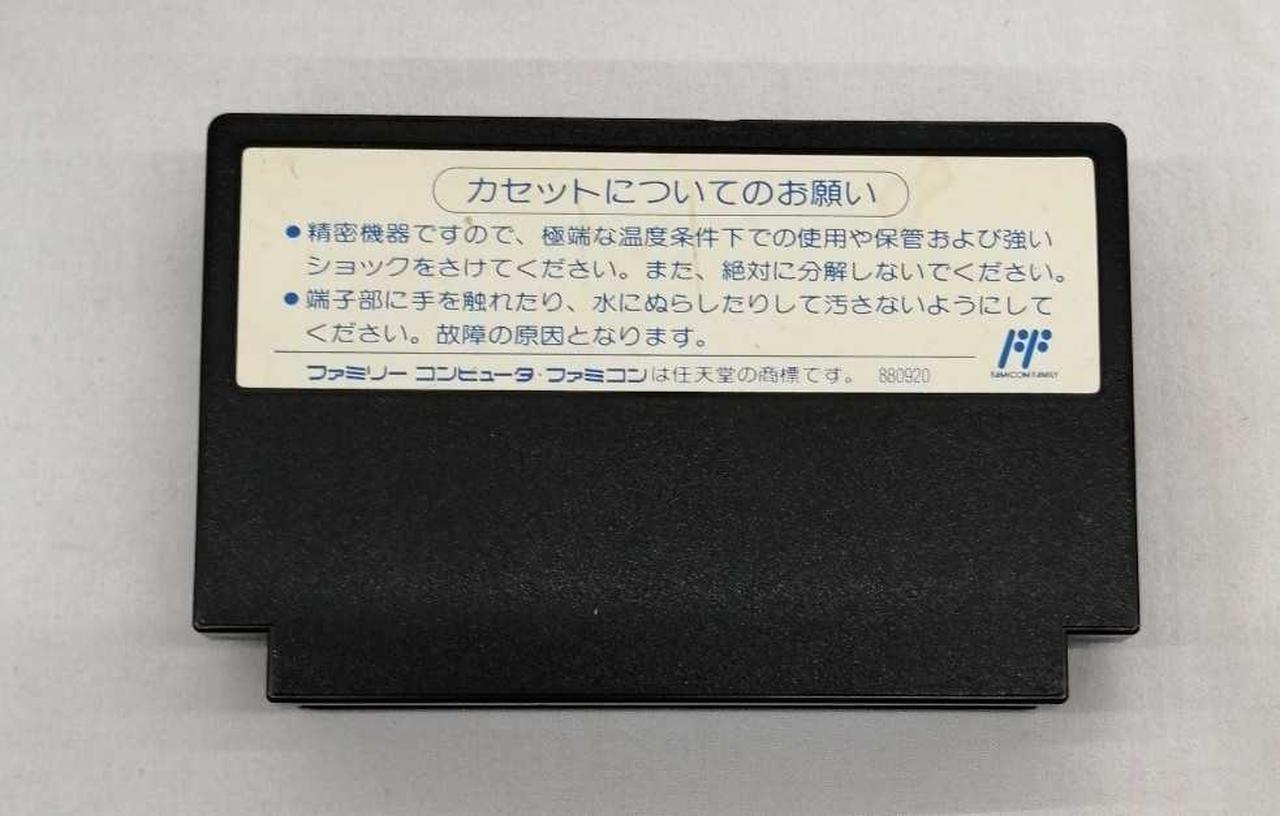 カセットについてのお願い
●精密機器ですので、極端な温度条件下での使用や保管および強い
ショックをさけてください。また、絶対に分解しないでください。
●端子部に手を触れたり、水にぬらしたりして汚さないようにして
ください。故障の原因となります。
ファミリー コンピュータ・ファミコンは任天堂の商標です。 880920
FAMICOM FAMILY